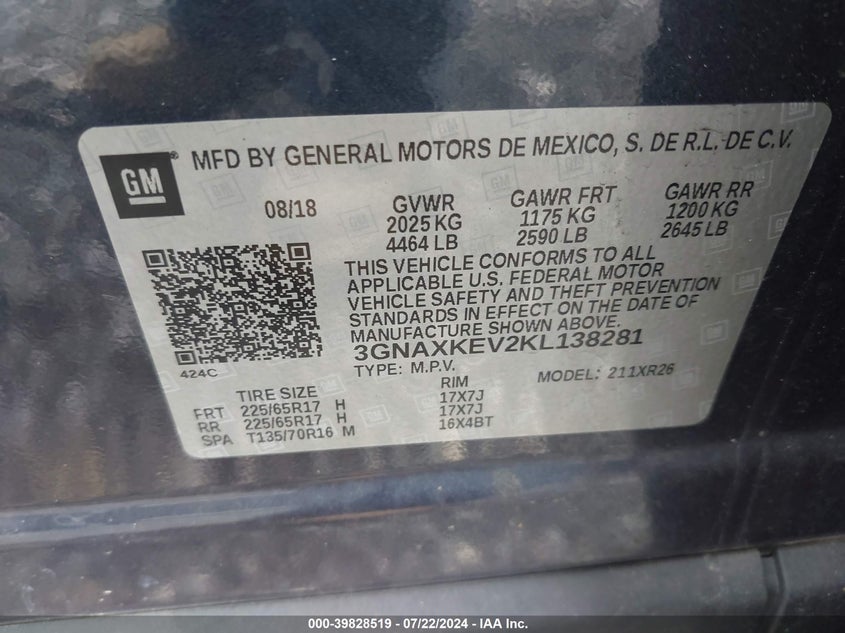 GM ® MFD BY GENERAL MOTORS DE MEXICO, S. DE R.L. DE C.V.
08/18 GVWR GAWR FRT GAWR RR
2025 KG 1175 KG 1200 KG
4464 LB 2590 LB 2645 LB
THIS VEHICLE CONFORMS TO ALL
APPLICABLE U.S. FEDERAL MOTOR
VEHICLE SAFETY AND THEFT PREVENTION
STANDARDS IN EFFECT ON THE DATE OF
MANUFACTURE SHOWN ABOVE.
3GNAXKEV2KL138281
424C TYPE: M.P.V. MODEL: 211XR26
TIRE SIZE RIM
FRT 225/65R17 H 17X7J
RR 225/65R17 H 17X7J
SPA T135/70R16 M 16X4BT
000-39828519 / 07/22/2024 - IAA Inc.